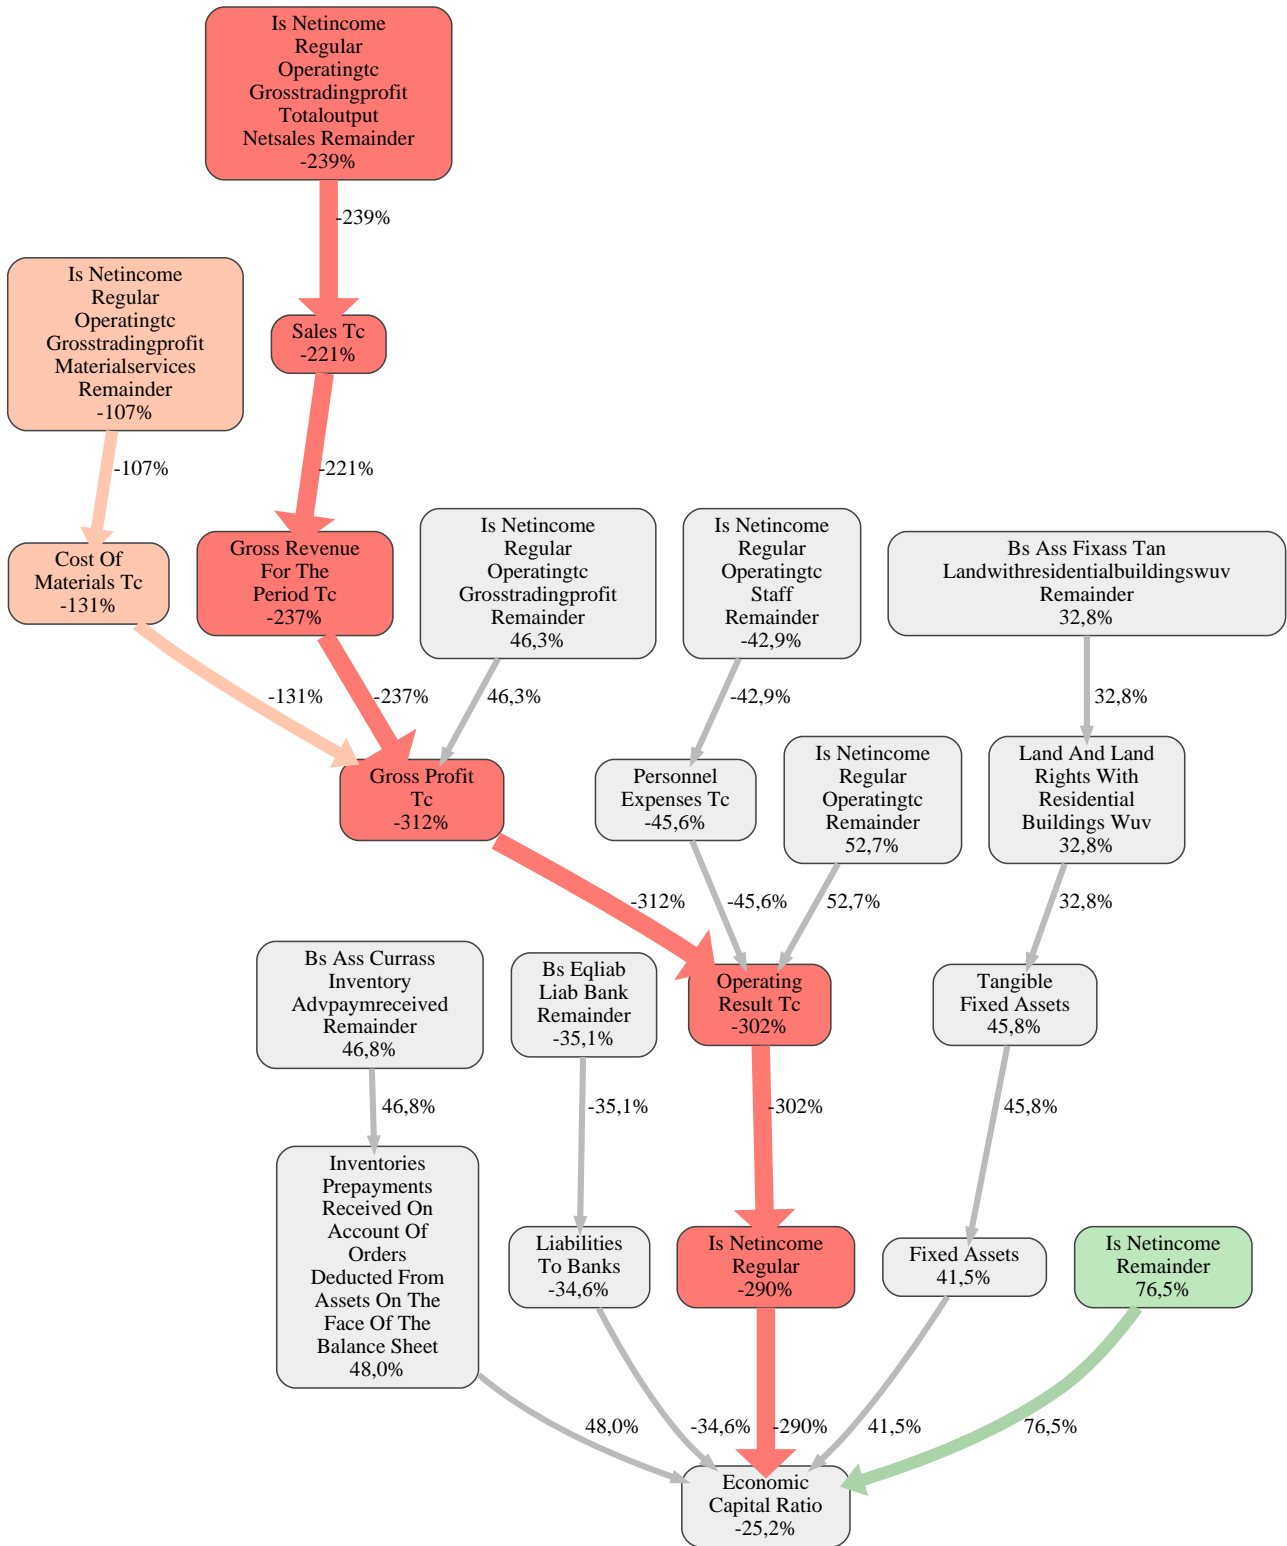 Is Netincome
Regular
Operatingtc
Grosstradingprofit
Totaloutput
Netsales Remainder
-239%
-239%
Is Netincome
Regular
Operatingtc
Grosstradingprofit
Materialservices
Remainder
-107%
Sales Tc
-221%
-107%
-221%
Cost Of
Materials Tc
-131%
Gross Revenue
For The
Period Tc
-237%
Is Netincome
Regular
Operatingtc
Grosstradingprofit
Remainder
46,3%
Is Netincome
Regular
Operatingtc
Staff
Remainder
-42,9%
Bs Ass Fixass Tan
Landwithresidentialbuildingswuv
Remainder
32,8%
-131%
-237%
46,3%
-42,9%
32,8%
Gross Profit
Tc
-312%
Personnel
Expenses Tc
-45,6%
Is Netincome
Regular
Operatingtc
Remainder
52,7%
Land And Land
Rights With
Residential
Buildings Wuv
32,8%
-312%
-45,6%
52,7%
32,8%
Bs Ass Currass
Inventory
Advpaymreceived
Remainder
46,8%
Bs Eqliab
Liab Bank
Remainder
-35,1%
Operating
Result Tc
-302%
Tangible
Fixed Assets
45,8%
46,8%
-35,1%
-302%
45,8%
Inventories
Prepayments
Received On
Account Of
Orders
Deducted From
Assets On The
Face Of The
Balance Sheet
48,0%
Liabilities
To Banks
-34,6%
Is Netincome
Regular
-290%
Fixed Assets
41,5%
Is Netincome
Remainder
76,5%
48,0%
-34,6%
-290%
41,5%
76,5%
Economic
Capital Ratio
-25,2%